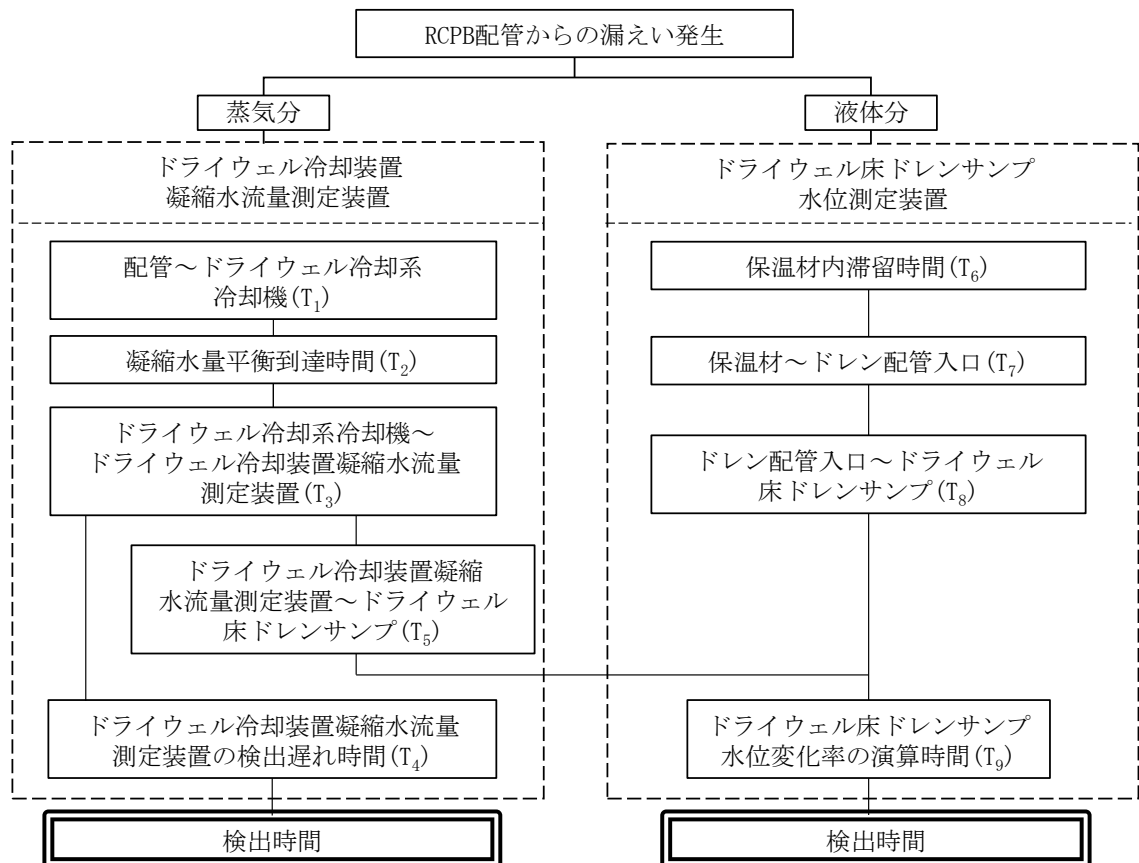 RCPB配管からの漏えい発生
蒸気分
ドライウェル冷却装置
凝縮水流量測定装置
配管～ドライウェル冷却系
冷却機(T₁)
凝縮水量平衡到達時間(T₂)
ドライウェル冷却系冷却機～
ドライウェル冷却装置凝縮水流量
測定装置(T₃)
ドライウェル冷却装置凝縮
水流量測定装置～ドライウェル
床ドレンサンプ(T₅)
ドライウェル冷却装置凝縮水流量
測定装置の検出遅れ時間(T₄)
検出時間
液体分
ドライウェル床ドレンサンプ
水位測定装置
保温材内滞留時間(T₆)
保温材～ドレン配管入口(T₇)
ドレン配管入口～ドライウェル
床ドレンサンプ(T₈)
ドライウェル床ドレンサンプ
水位変化率の演算時間(T₉)
検出時間